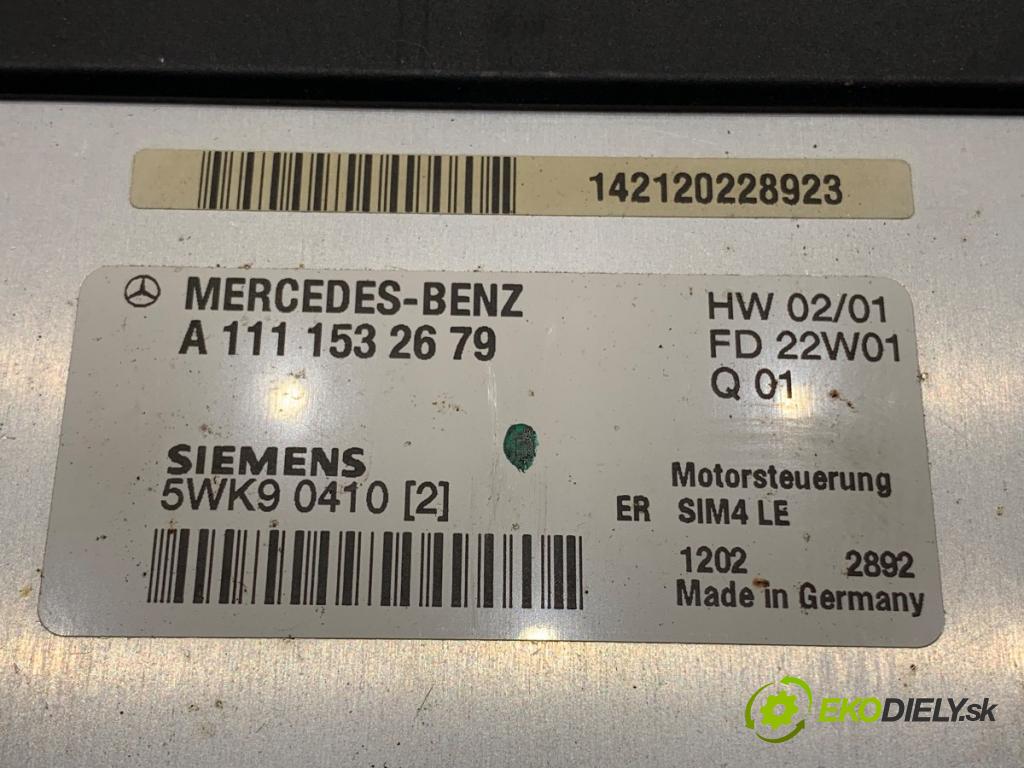 142120228923
MERCEDES-BENZ
A 111 153 26 79
HW 02/01
FD 22W01
Q 01
SIEMENS
5WK9 0410 [2]
Motorsteuerung
ER SIM4 LE
1202 2892
Made in Germany
EKODIELY.sk